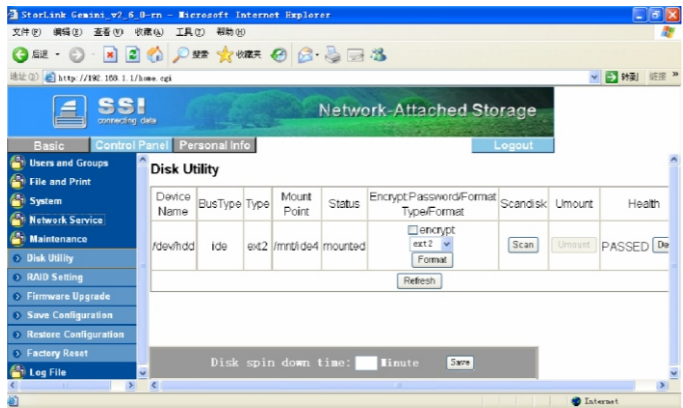 StorLink Gemini_v2_6_0-rn - Microsoft Internet Explorer
文件(F) 编辑(E) 查看(V) 收藏(A) 工具(T) 帮助(H)
后退 搜索 收藏夹
地址(D) http://192.168.1.1/home.cgi 转到 链接 »
SSI
connecting data
Network-Attached Storage
Basic Control Panel Personal Info Logout
Users and Groups
File and Print
System
Network Service
Maintenance
Disk Utility
RAID Setting
Firmware Upgrade
Save Configuration
Restore Configuration
Factory Reset
Log File
Disk Utility
Device Name BusType Type Mount Point Status Encrypt:Password/Format Type/Format Scandisk Umount Health
/dev/hdd ide ext2 /mnt/ide4 mounted encrypt ext2 Format Scan Umount PASSED De
Refresh
Disk spin down time: Minute Save
Internet